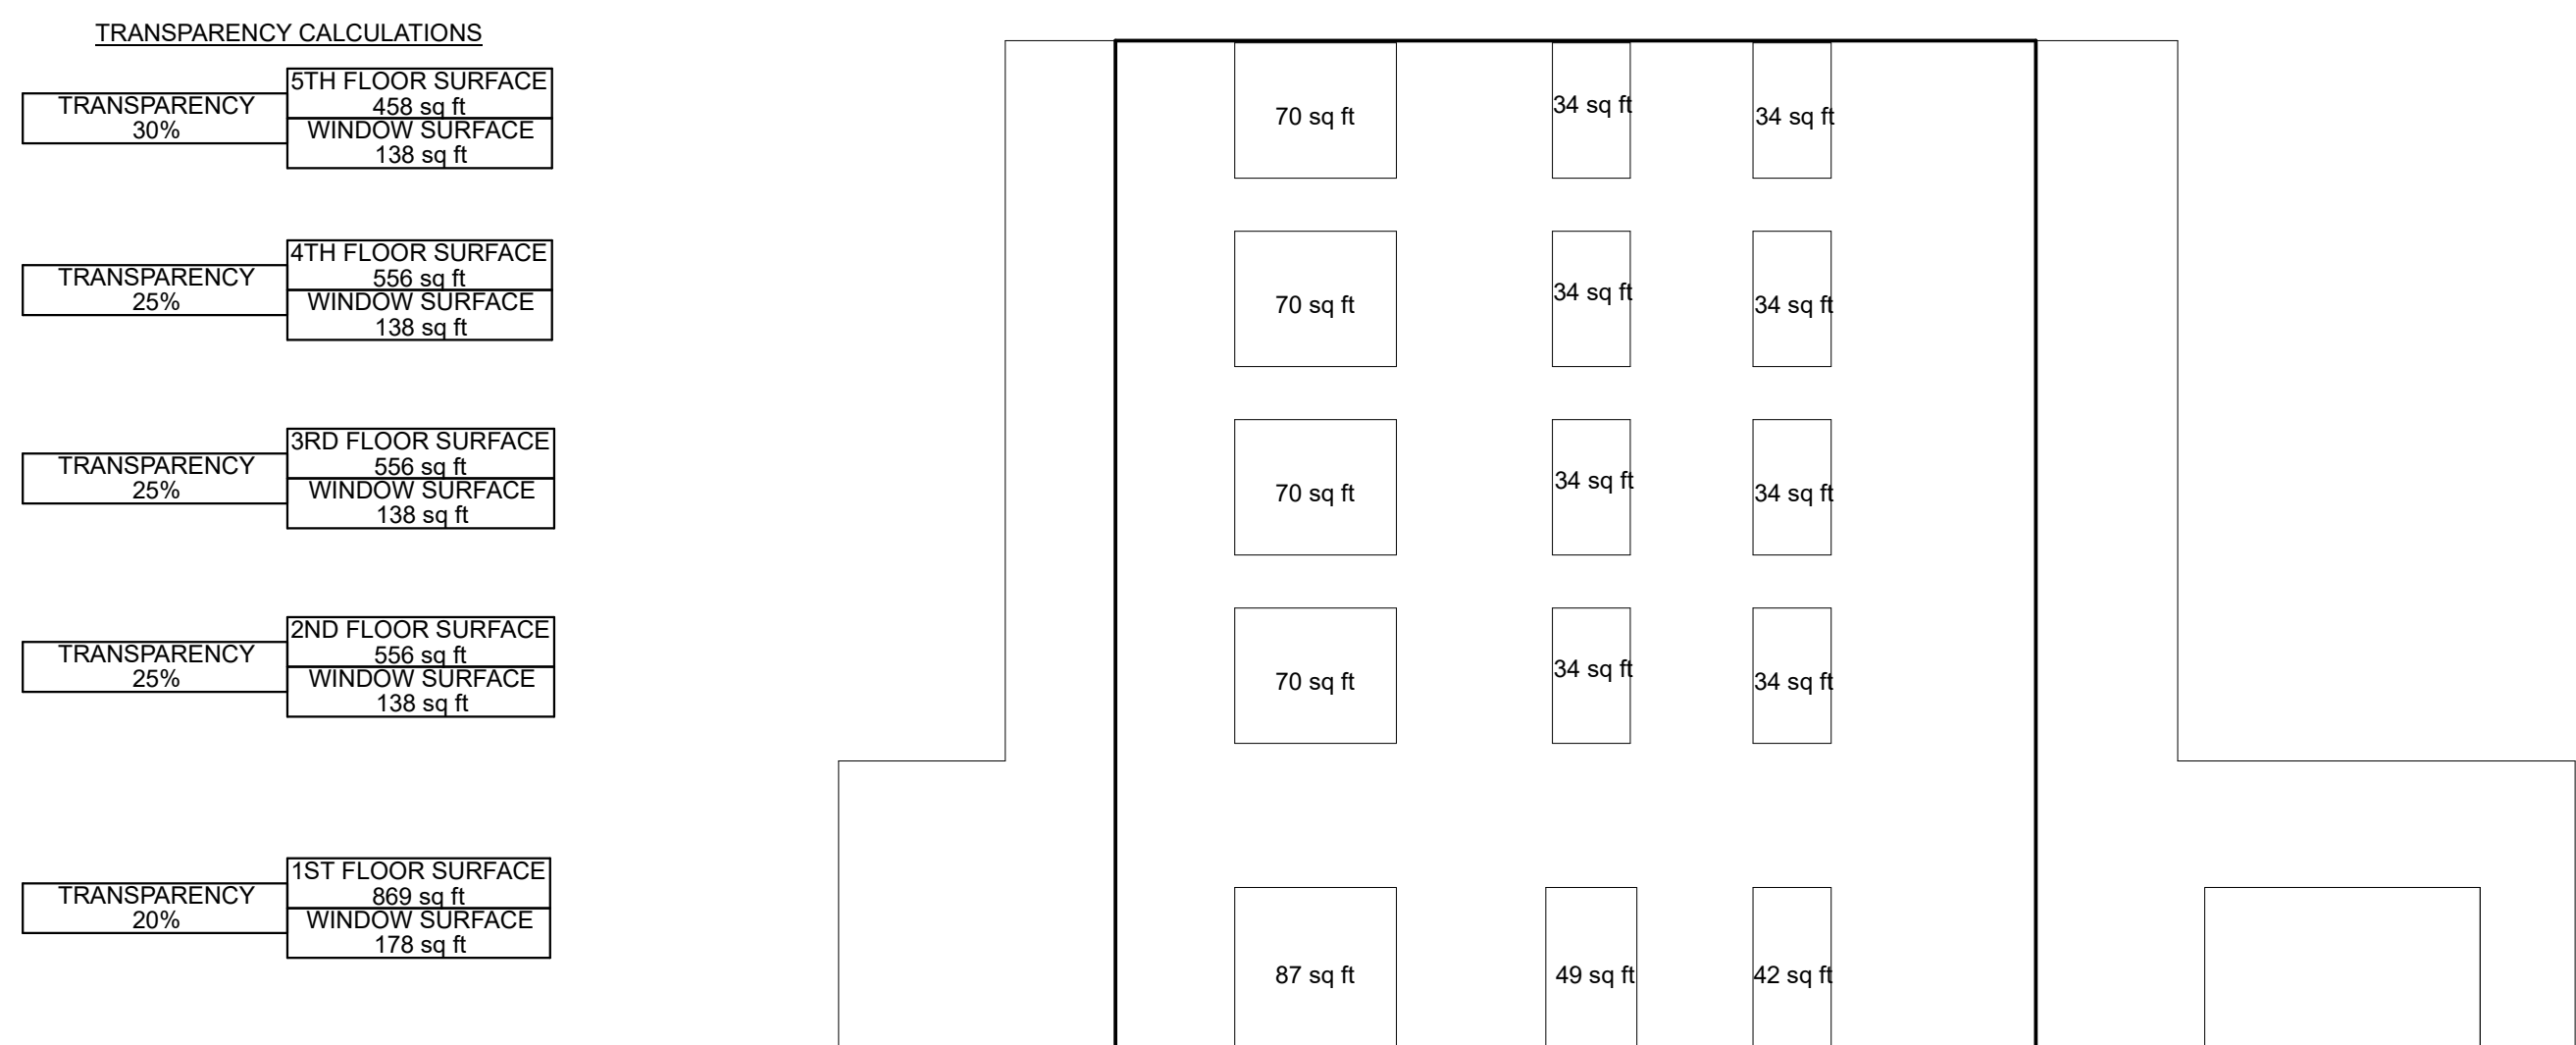 TRANSPARENCY CALCULATIONS
5TH FLOOR SURFACE
458 sq ft
TRANSPARENCY
30%
WINDOW SURFACE
138 sq ft
70 sq ft
34 sq ft
34 sq ft
4TH FLOOR SURFACE
556 sq ft
TRANSPARENCY
25%
WINDOW SURFACE
138 sq ft
70 sq ft
34 sq ft
34 sq ft
3RD FLOOR SURFACE
556 sq ft
TRANSPARENCY
25%
WINDOW SURFACE
138 sq ft
70 sq ft
34 sq ft
34 sq ft
2ND FLOOR SURFACE
556 sq ft
TRANSPARENCY
25%
WINDOW SURFACE
138 sq ft
70 sq ft
34 sq ft
34 sq ft
1ST FLOOR SURFACE
869 sq ft
TRANSPARENCY
20%
WINDOW SURFACE
178 sq ft
87 sq ft
49 sq ft
42 sq ft